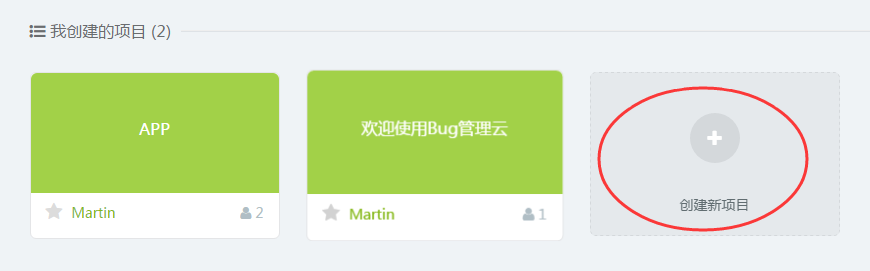 我创建的项目 (2)
APP
欢迎使用Bug管理云
创建新项目
Martin
2
Martin
1